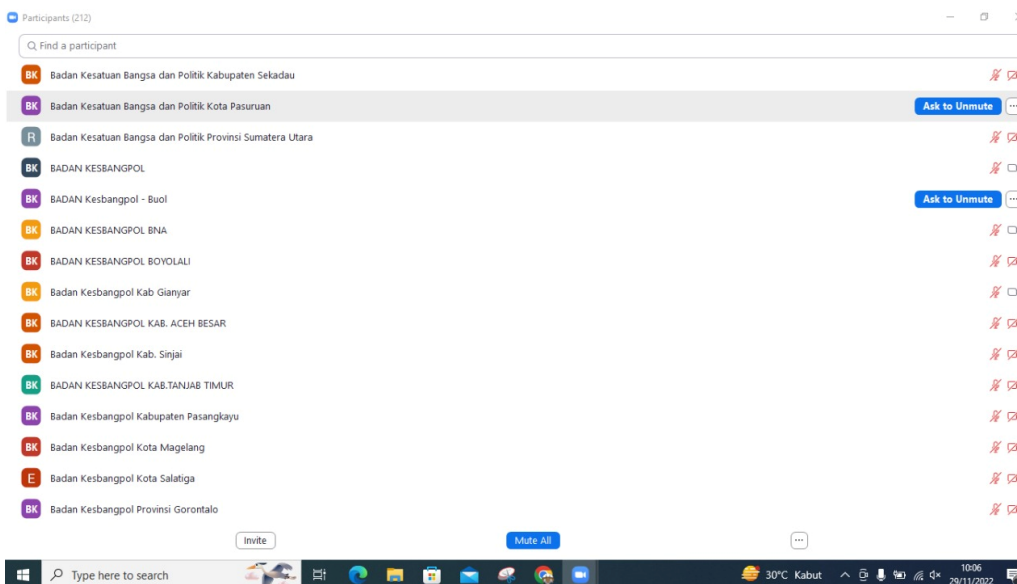 Participants (212)
Find a participant
BK Badan Kesatuan Bangsa dan Politik Kabupaten Sekadau
BK Badan Kesatuan Bangsa dan Politik Kota Pasuruan Ask to Unmute ...
R Badan Kesatuan Bangsa dan Politik Provinsi Sumatera Utara
BK BADAN KESBANGPOL
BK BADAN Kesbangpol - Buol Ask to Unmute ...
BK BADAN KESBANGPOL BNA
BK BADAN KESBANGPOL BOYOLALI
BK Badan Kesbangpol Kab Gianyar
BK BADAN KESBANGPOL KAB. ACEH BESAR
BK Badan Kesbangpol Kab. Sinjai
BK BADAN KESBANGPOL KAB.TANJAB TIMUR
BK Badan Kesbangpol Kabupaten Pasangkayu
BK Badan Kesbangpol Kota Magelang
E Badan Kesbangpol Kota Salatiga
BK Badan Kesbangpol Provinsi Gorontalo
Invite Mute All ...
Type here to search 30°C Kabut 10:06
29/11/2022